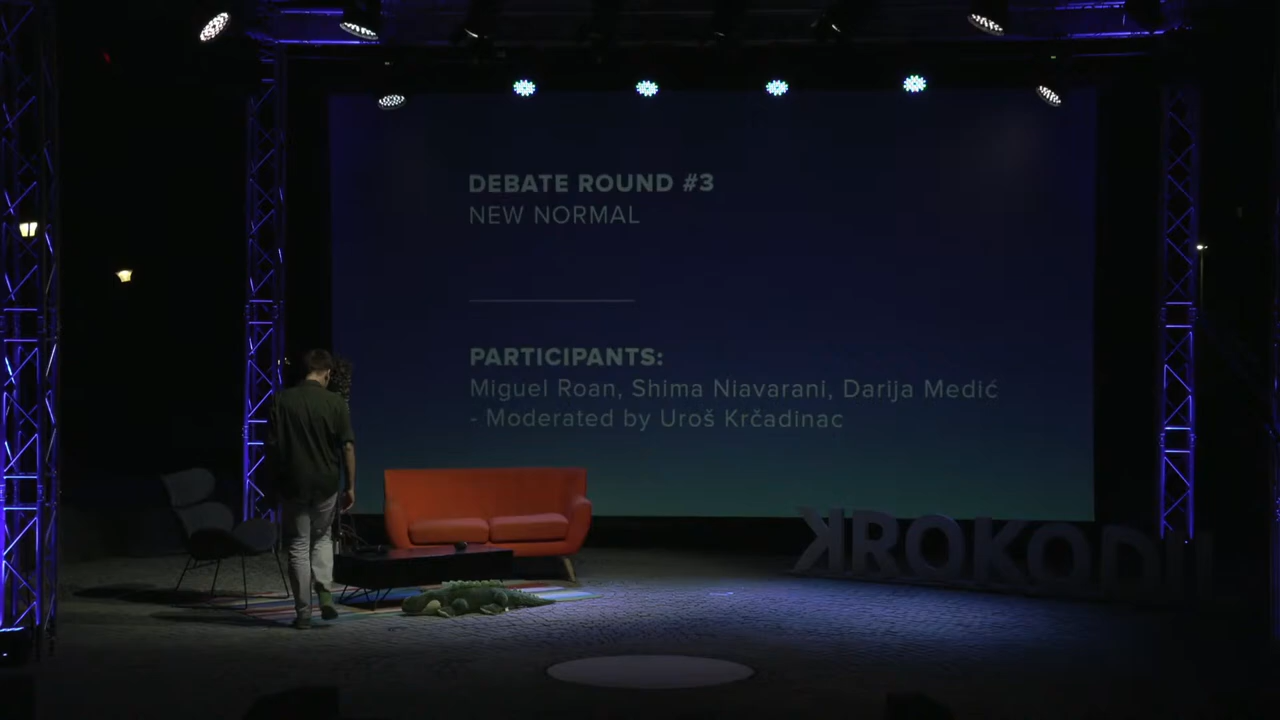 DEBATE ROUND #3
NEW NORMAL
PARTICIPANTS:
Miguel Roan, Shima Niavarani, Darija Medić
- Moderated by Uroš Krčadinac
KROKODIL